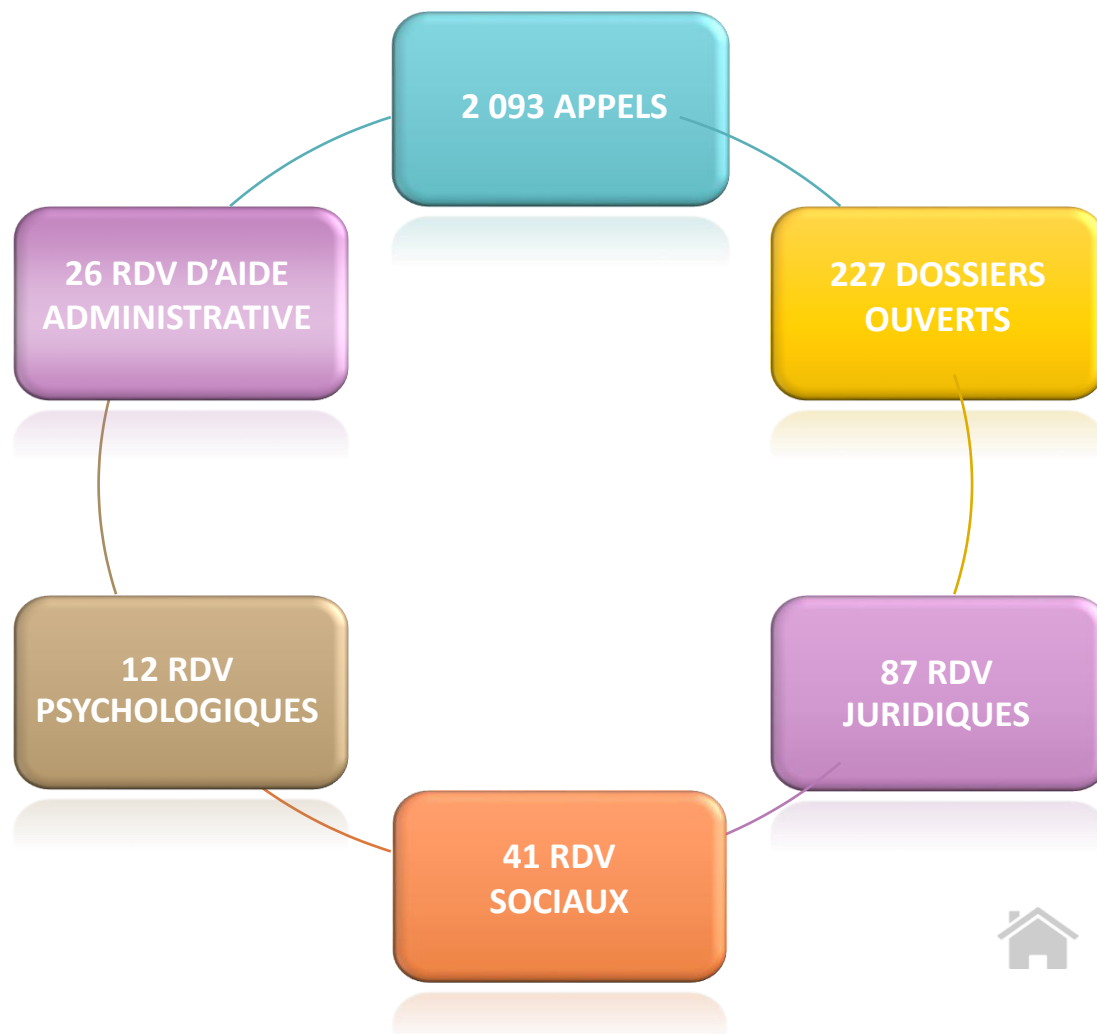 2 093 APPELS
227 DOSSIERS
OUVERTS
87 RDV
JURIDIQUES
41 RDV
SOCIAUX
12 RDV
PSYCHOLOGIQUES
26 RDV D’AIDE
ADMINISTRATIVE